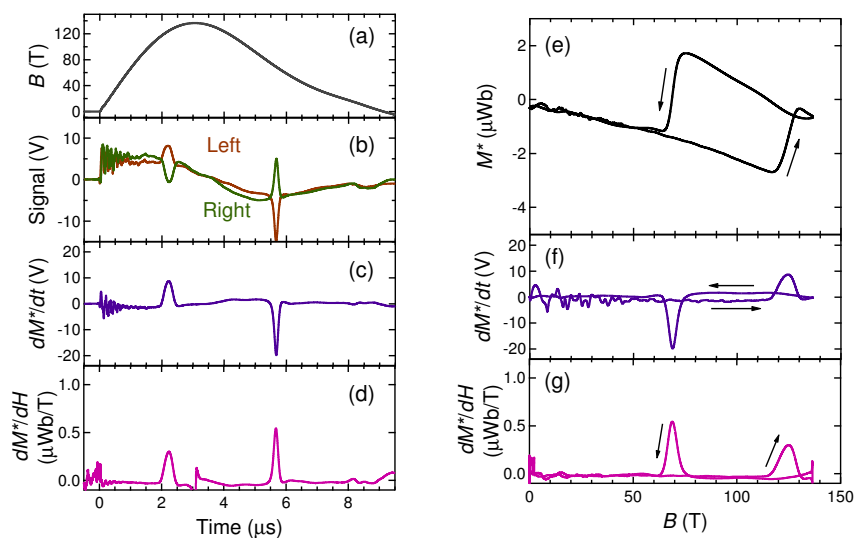 (a)
B (T)
120
80
40
0
(b)
Signal (V)
10
0
-10
Left
Right
(c)
dM*/dt (V)
20
10
0
-10
-20
(d)
dM*/dH
(μWb/T)
1.0
0.5
0.0
0 2 4 6 8
Time (μs)
(e)
M* (μWb)
2
0
-2
-4
(f)
dM*/dt (V)
20
10
0
-10
-20
(g)
dM*/dH
(μWb/T)
1.0
0.5
0.0
0 50 100 150
B (T)